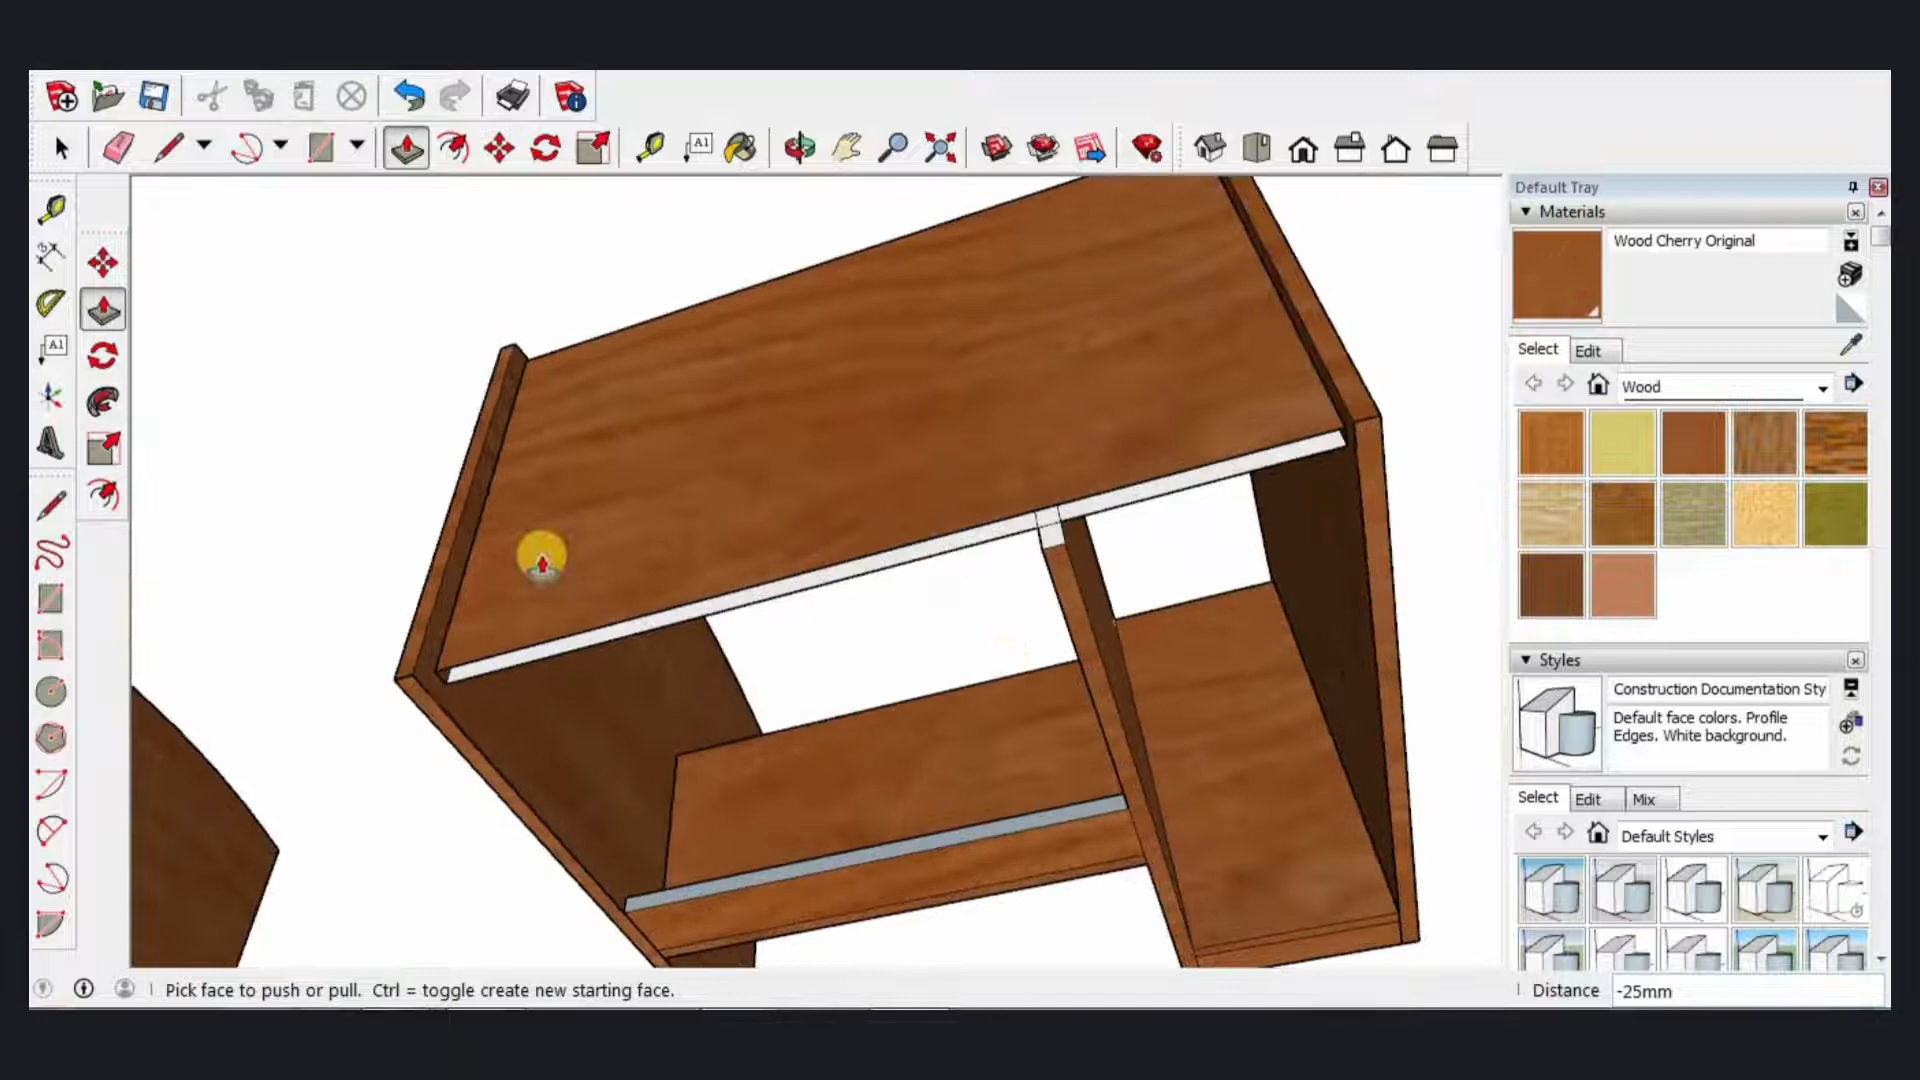 A1
Default Tray
Materials
Wood Cherry Original
A1
Select Edit
Wood
Styles
Construction Documentation Sty
Default face colors. Profile
Edges. White background.
Select Edit Mix
Default Styles
Pick face to push or pull. Ctrl = toggle create new starting face.
Distance -25mm